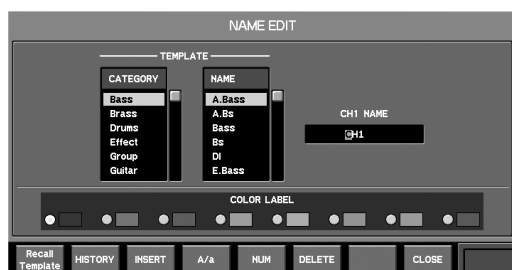 NAME EDIT
TEMPLATE
CATEGORY
Bass
Brass
Drums
Effect
Group
Guitar
NAME
A.Bass
A.Bs
Bass
Bs
DI
E.Bass
CH1 NAME
CH1
COLOR LABEL
Recall Template
HISTORY
INSERT
A/a
NUM
DELETE
CLOSE